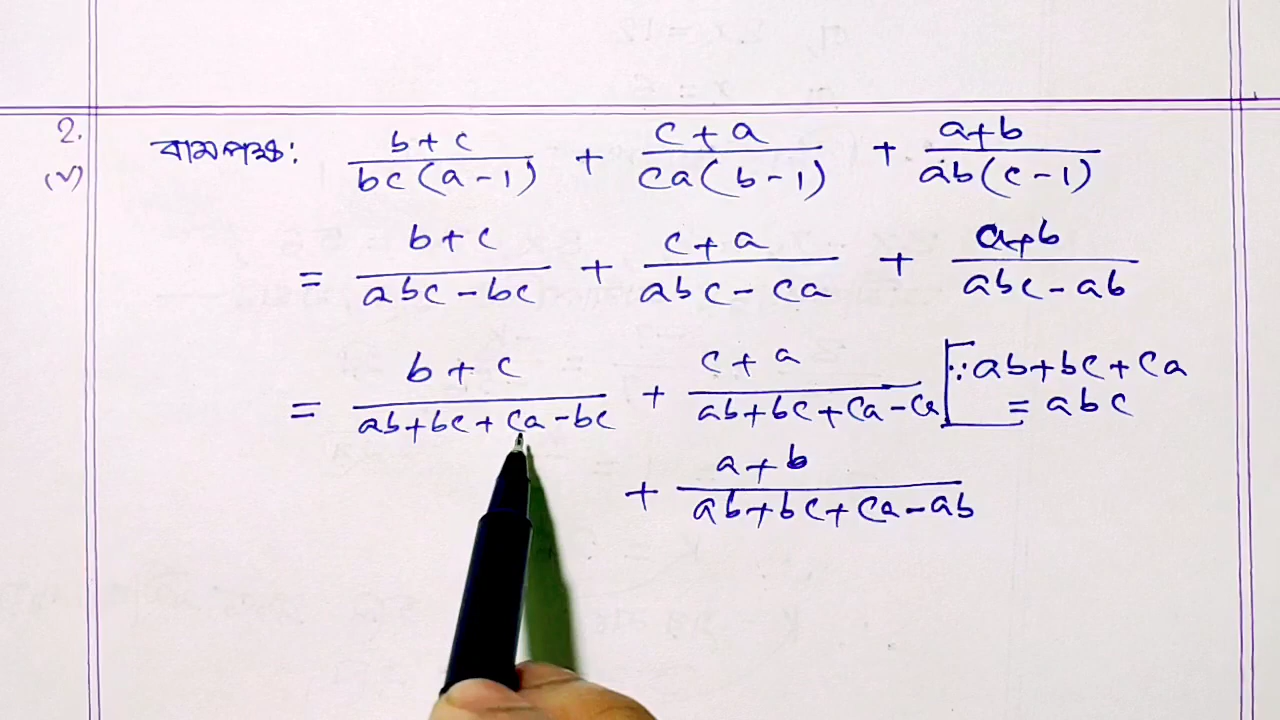 2.
(v)
বামপক্ষ: (b+c)/(bc(a-1)) + (c+a)/(ca(b-1)) + (a+b)/(ab(c-1))
= (b+c)/(abc-bc) + (c+a)/(abc-ca) + (a+b)/(abc-ab)
= (b+c)/(ab+bc+ca-bc) + (c+a)/(ab+bc+ca-ca) [∵ab+bc+ca
= abc
+ (a+b)/(ab+bc+ca-ab)